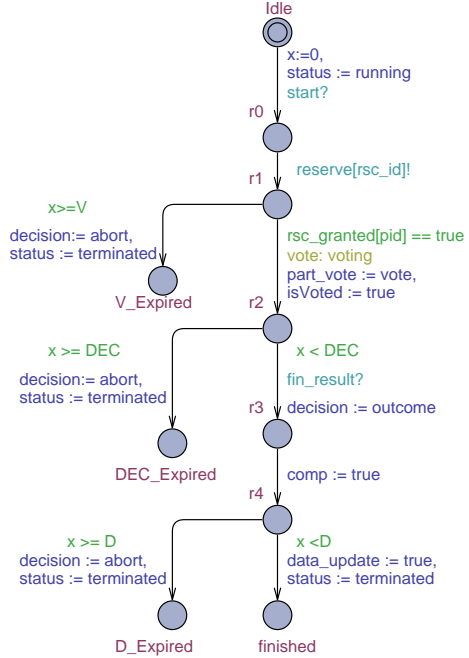 Idle
x:=0,
status := running
start?
r0
reserve[rsc_id]!
r1
x>=V
decision:= abort,
status := terminated
V_Expired
rsc_granted[pid] == true
vote: voting
part_vote := vote,
isVoted := true
r2
x >= DEC
decision:= abort,
status := terminated
DEC_Expired
x < DEC
fin_result?
r3
decision := outcome
comp := true
r4
x >= D
decision := abort,
status := terminated
D_Expired
x <D
data_update := true,
status := terminated
finished